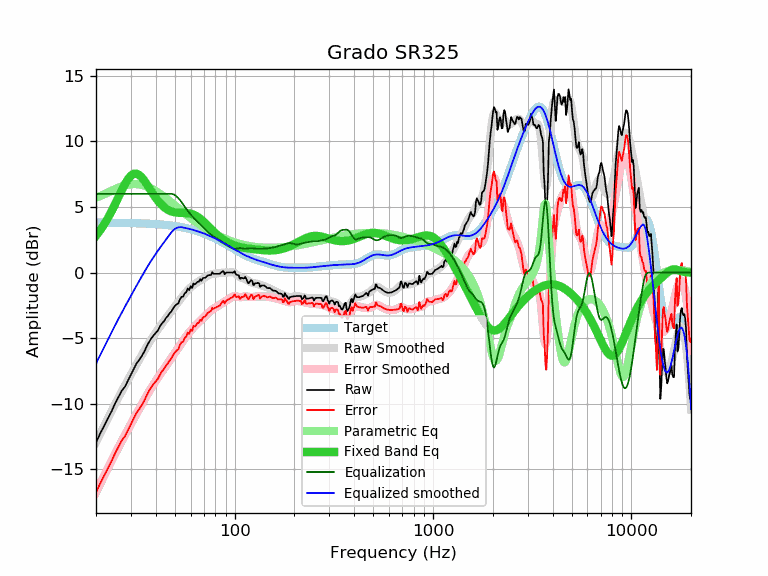 Grado SR325
Amplitude (dBr)
15
10
5
0
−5
−10
−15
Target
Raw Smoothed
Error Smoothed
Raw
Error
Parametric Eq
Fixed Band Eq
Equalization
Equalized smoothed
100
1000
10000
Frequency (Hz)